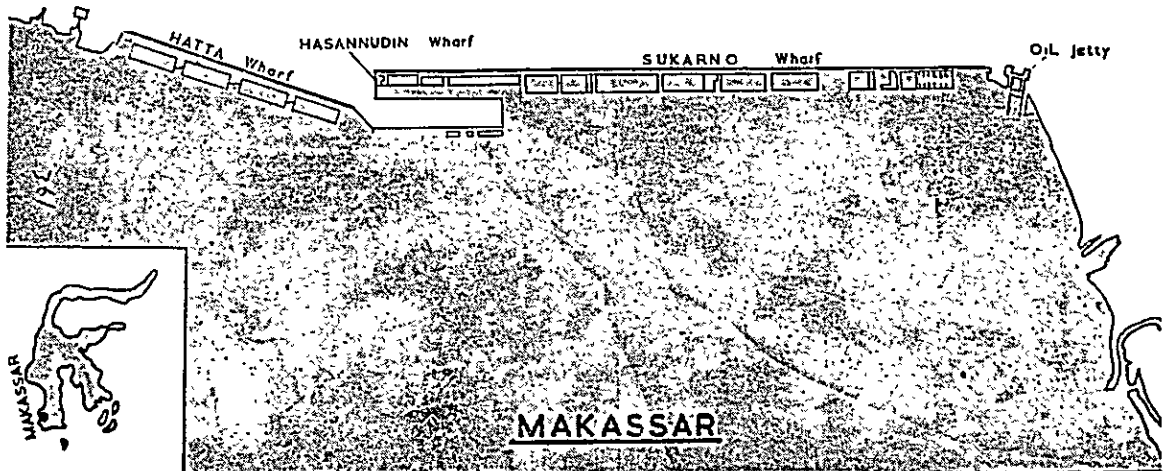 HATTA Wharf
HASANNUDIN Wharf
SUKARNO Wharf
OIL Jetty
MAKASSAR
MAKASSAR